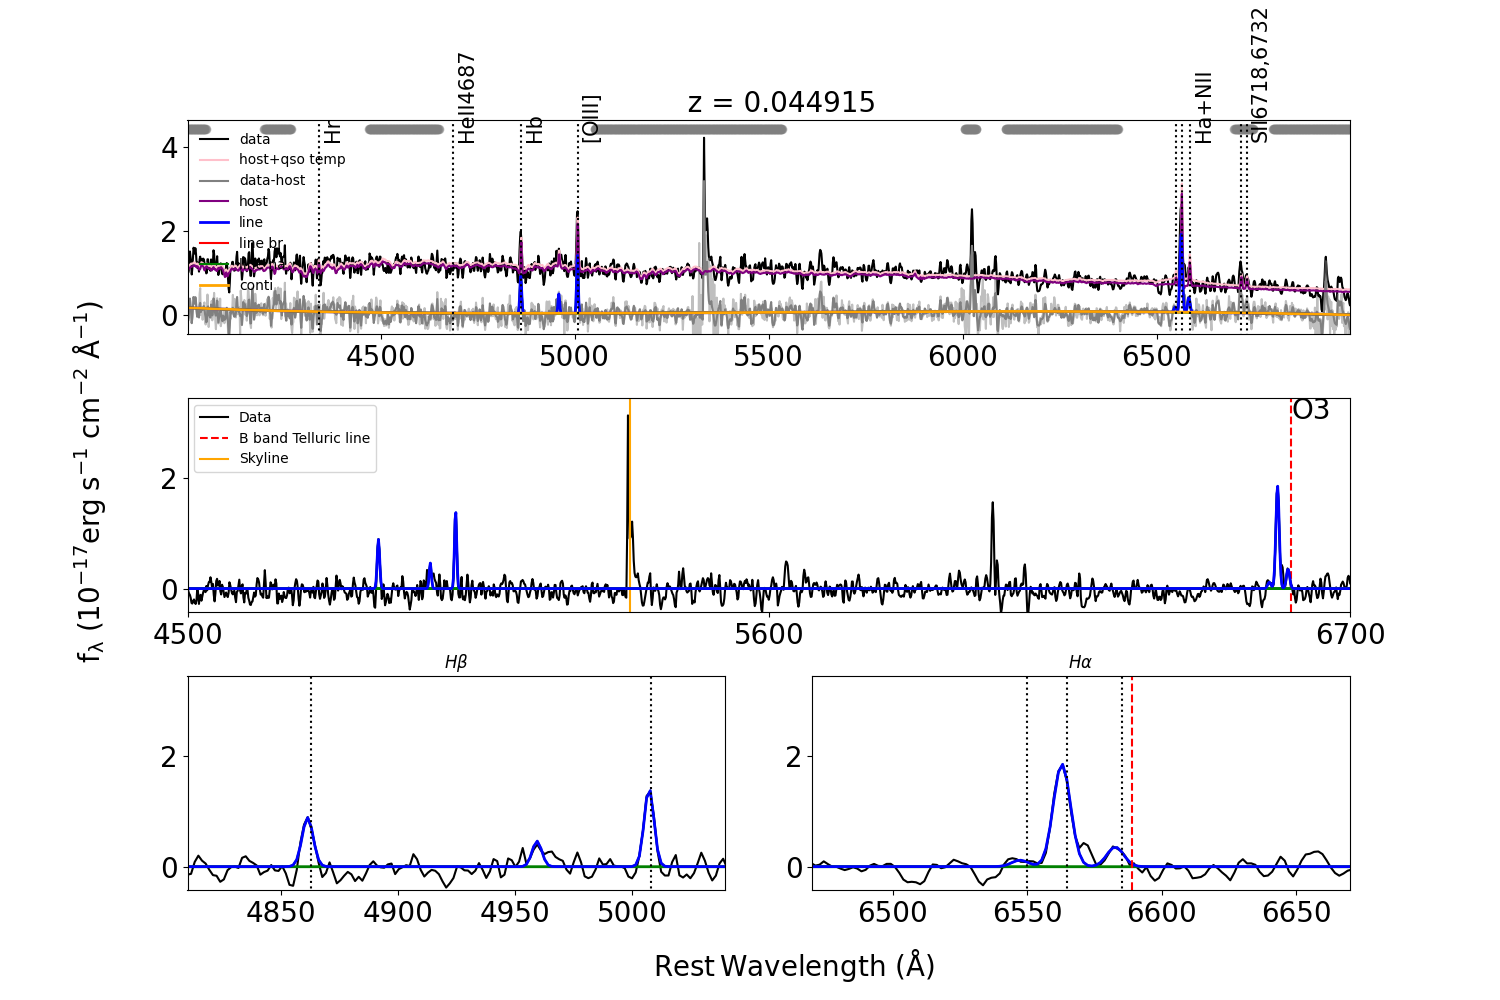 z = 0.044915
Hr
HeII4687
Hb
[OIII]
Ha+NII
SII6718,6732
data
host+qso temp
data-host
host
line
line br
conti
4
2
0
4500 5000 5500 6000 6500
Data
B band Telluric line
Skyline
O3
2
0
4500 5600 6700
fλ (10−17erg s−1 cm−2 Å−1)
Hβ
2
0
4850 4900 4950 5000
Hα
2
0
6500 6550 6600 6650
Rest Wavelength (Å)